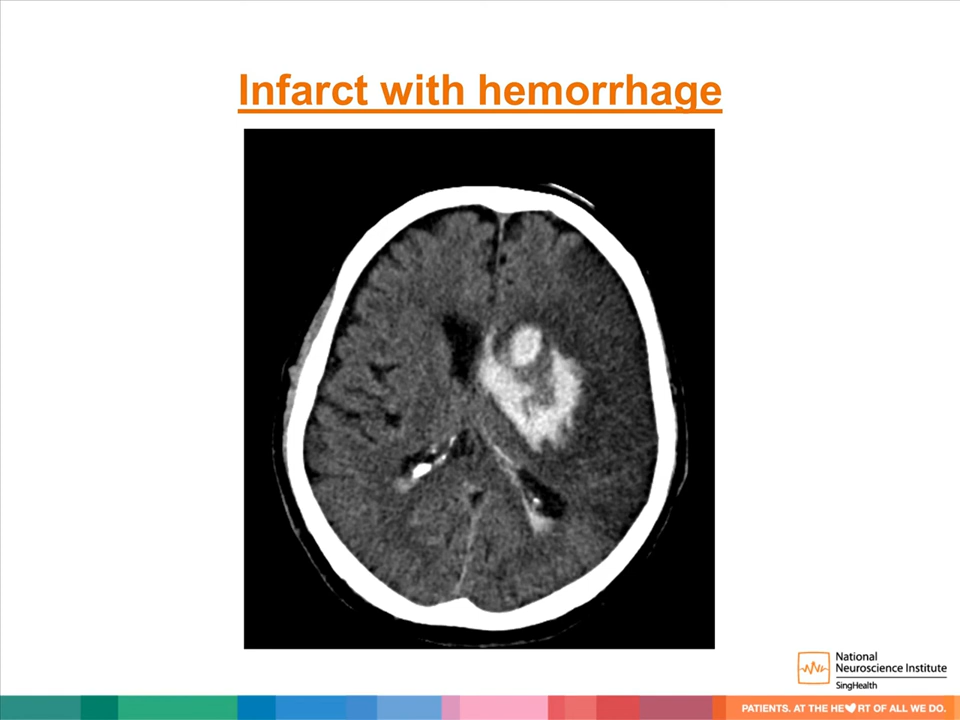 Infarct with hemorrhage
National
Neuroscience Institute
SingHealth
PATIENTS. AT THE HE❤RT OF ALL WE DO.